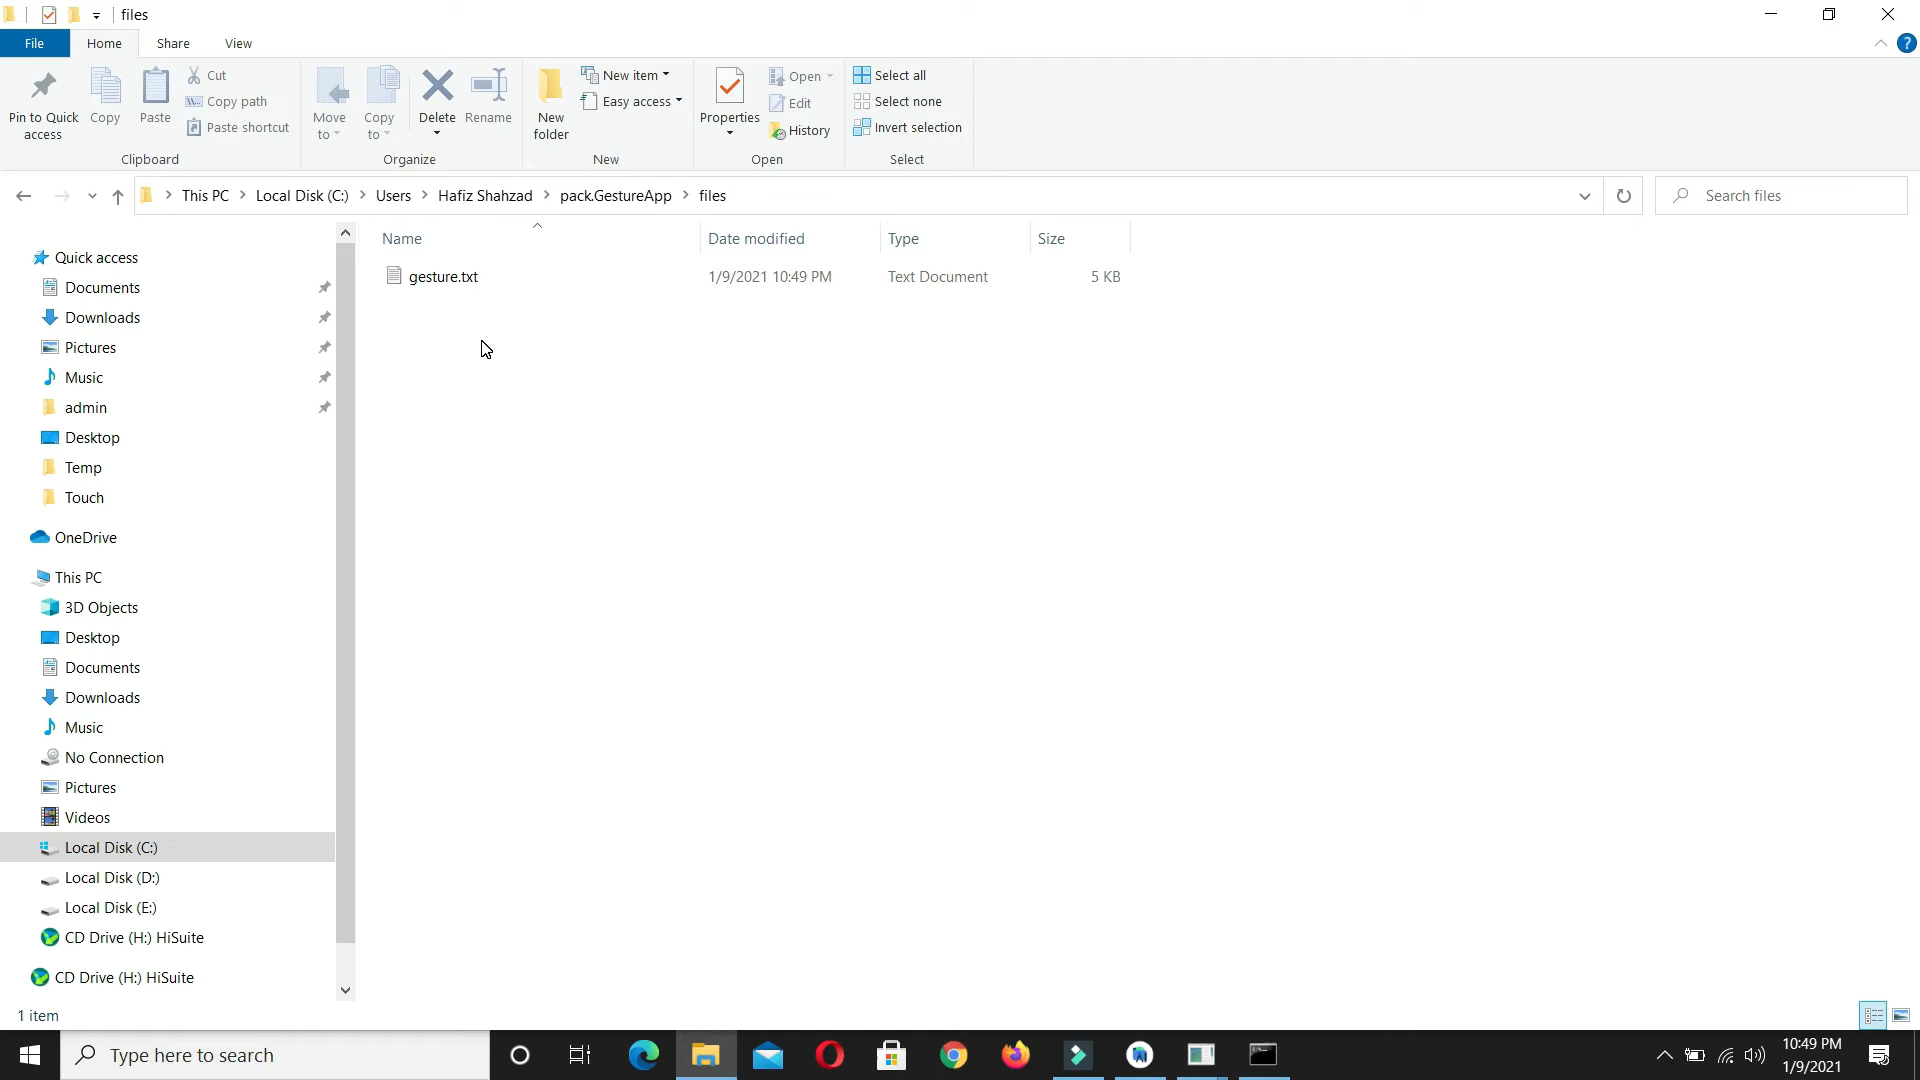 files
File
Home
Share
View
Pin to Quick access
Copy
Paste
Cut
Copy path
Paste shortcut
Clipboard
Move to
Copy to
Delete
Rename
Organize
New folder
New item
Easy access
New
Properties
Open
Edit
History
Open
Select all
Select none
Invert selection
Select
This PC
Local Disk (C:)
Users
Hafiz Shahzad
pack.GestureApp
files
Search files
Name
Date modified
Type
Size
gesture.txt
1/9/2021 10:49 PM
Text Document
5 KB
Quick access
Documents
Downloads
Pictures
Music
admin
Desktop
Temp
Touch
OneDrive
This PC
3D Objects
Desktop
Documents
Downloads
Music
No Connection
Pictures
Videos
Local Disk (C:)
Local Disk (D:)
Local Disk (E:)
CD Drive (H:) HiSuite
CD Drive (H:) HiSuite
1 item
Type here to search
10:49 PM
1/9/2021